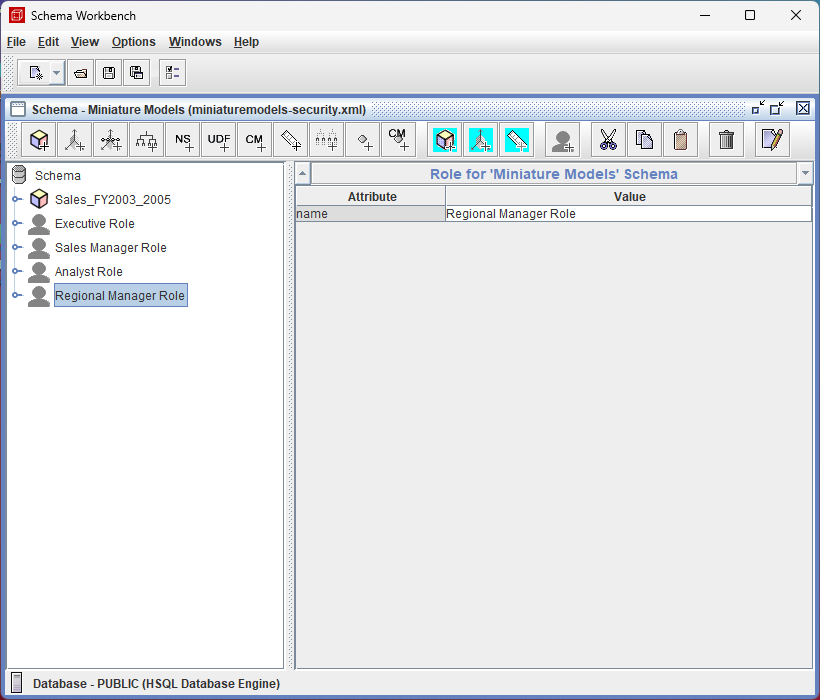 Schema Workbench
File Edit View Options Windows Help
Schema - Miniature Models (miniaturemodels-security.xml)
NS UDF CM CM
Schema
Sales_FY2003_2005
Executive Role
Sales Manager Role
Analyst Role
Regional Manager Role
Role for 'Miniature Models' Schema
Attribute Value
name Regional Manager Role
Database - PUBLIC (HSQL Database Engine)